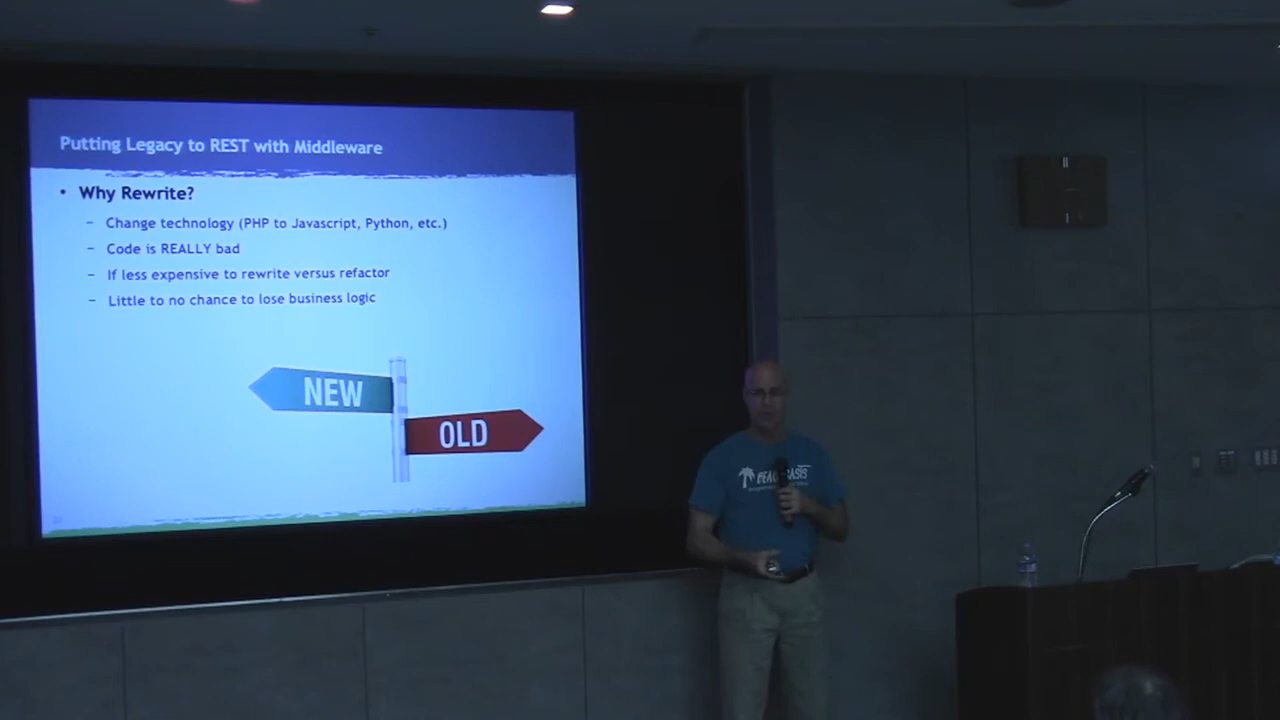 Putting Legacy to REST with Middleware
• Why Rewrite?
– Change technology (PHP to Javascript, Python, etc.)
– Code is REALLY bad
– If less expensive to rewrite versus refactor
– Little to no chance to lose business logic
NEW
OLD